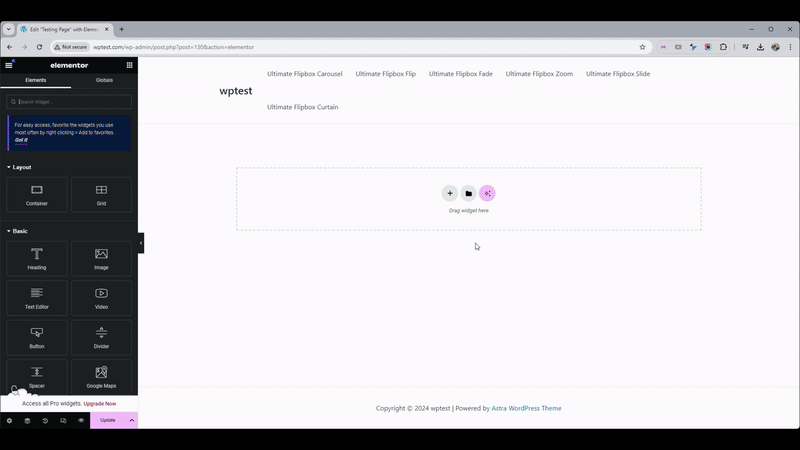 Edit "Testing Page" with Elemen
Not secure
wptest.com/wp-admin/post.php?post=130&action=elementor
elementor
Elements
Globals
Search Widget...
For easy access, favorite the widgets you use
most often by right clicking > Add to favorites.
Got It
Layout
Container
Grid
Basic
Heading
Image
Text Editor
Video
Button
Divider
Spacer
Google Maps
Access all Pro widgets. Upgrade Now
Update
wptest
Ultimate Flipbox Carousel
Ultimate Flipbox Flip
Ultimate Flipbox Fade
Ultimate Flipbox Zoom
Ultimate Flipbox Slide
Ultimate Flipbox Curtain
Drag widget here
Copyright © 2024 wptest | Powered by Astra WordPress Theme